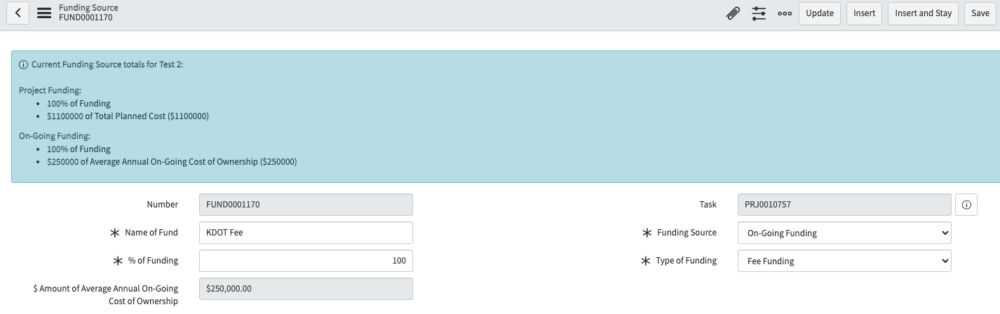 Funding Source
FUND0001170
Update
Insert
Insert and Stay
Save
Current Funding Source totals for Test 2:
Project Funding:
• 100% of Funding
• $1100000 of Total Planned Cost ($1100000)
On-Going Funding:
• 100% of Funding
• $250000 of Average Annual On-Going Cost of Ownership ($250000)
Number
FUND0001170
Task
PRJ0010757
Name of Fund
KDOT Fee
Funding Source
On-Going Funding
% of Funding
100
Type of Funding
Fee Funding
$ Amount of Average Annual On-Going
Cost of Ownership
$250,000.00